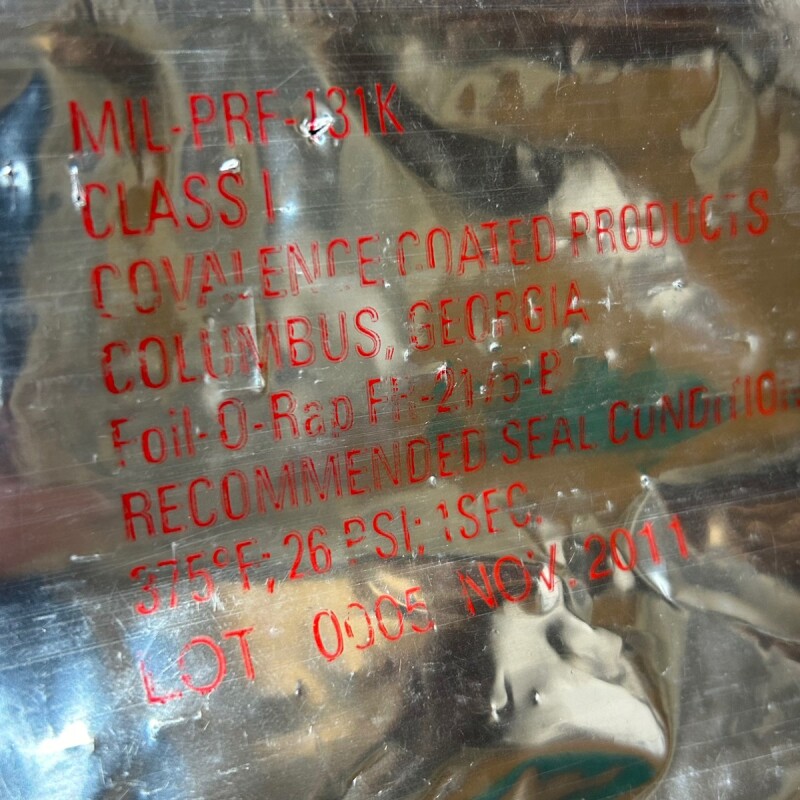 MIL-PRF-131K
CLASS I
COVALENCE COATED PRODUCTS
COLUMBUS, GEORGIA
Foil-O-Rap FR-2175-B
RECOMMENDED SEAL CONDITION
375°F; 26 PSI; 1SEC.
LOT 0005 NOV. 2011